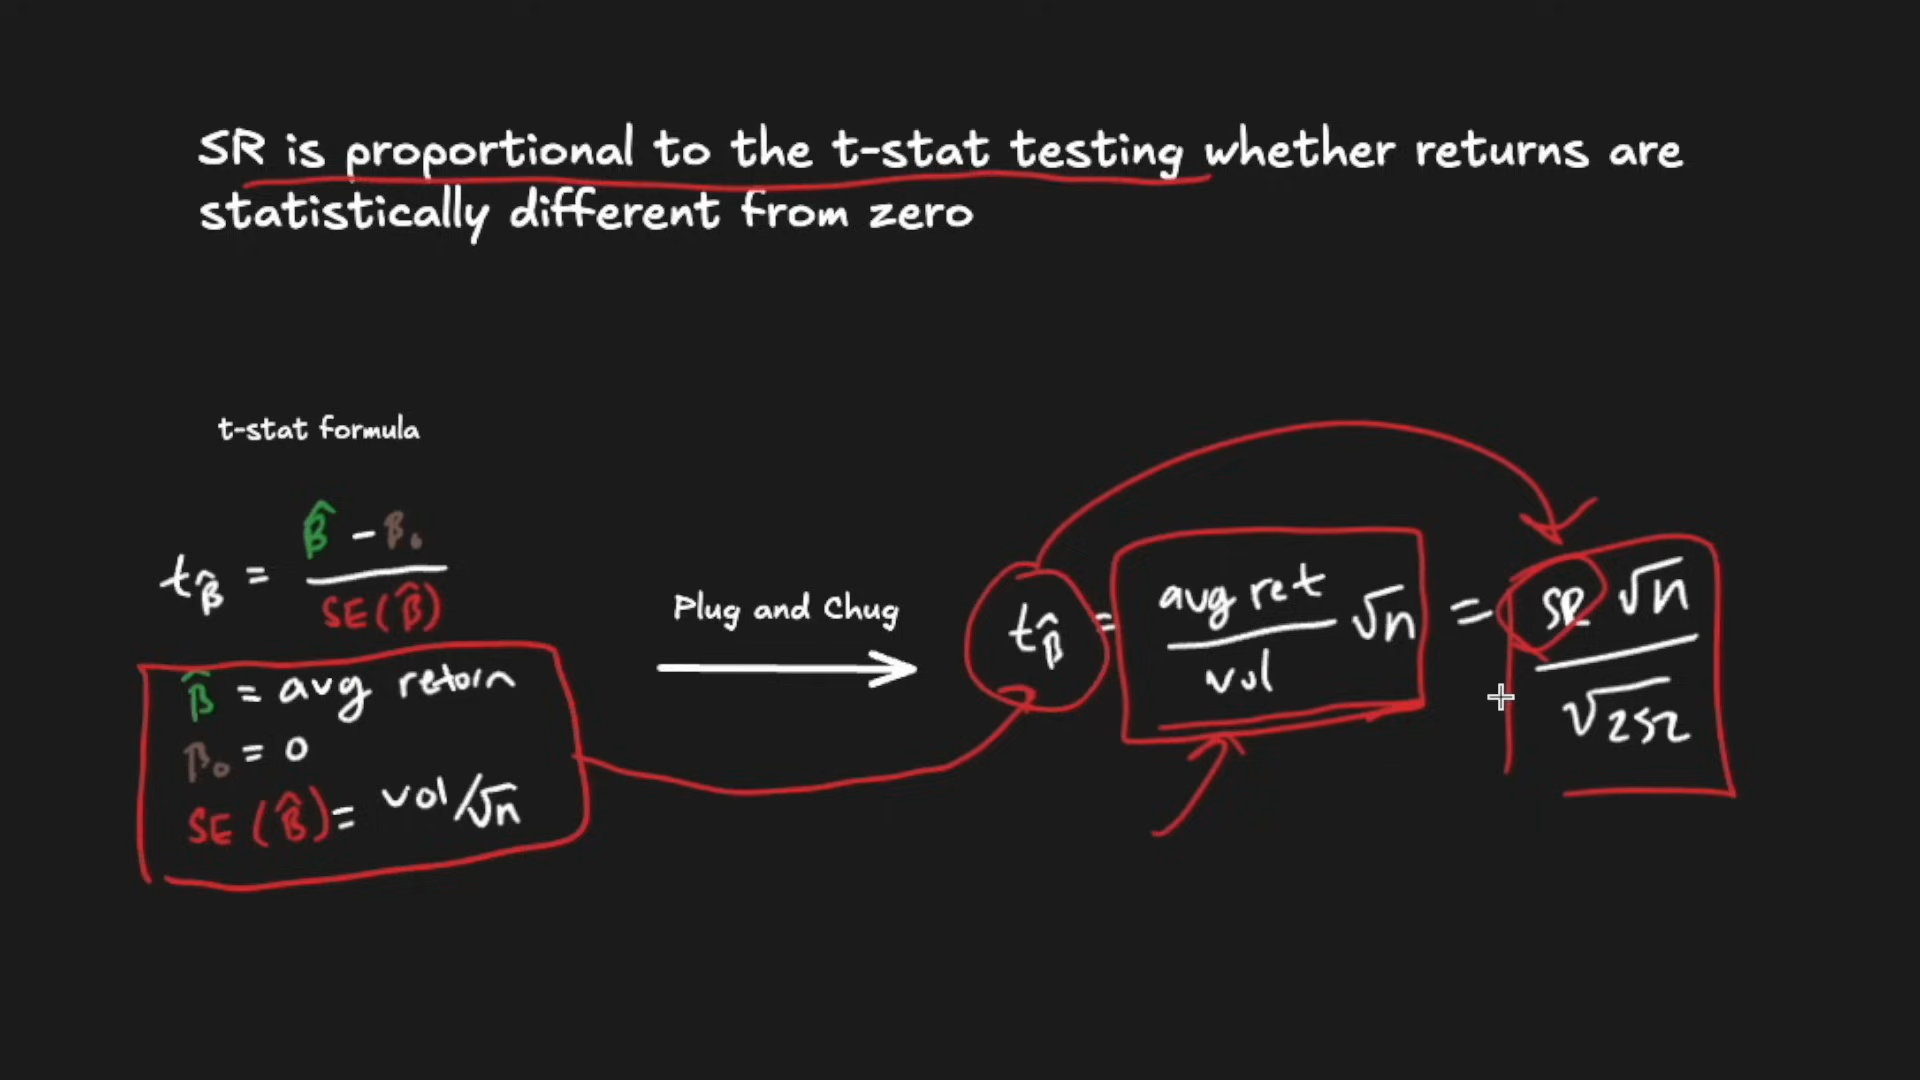 SR is proportional to the t-stat testing whether returns are
statistically different from zero
t-stat formula
t_β̂ = (β̂ - β₀) / SE(β̂)
β̂ = avg return
β₀ = 0
SE(β̂) = vol/√n
Plug and Chug
t_β̂ = (avg ret / vol) √n = SR √n / √252